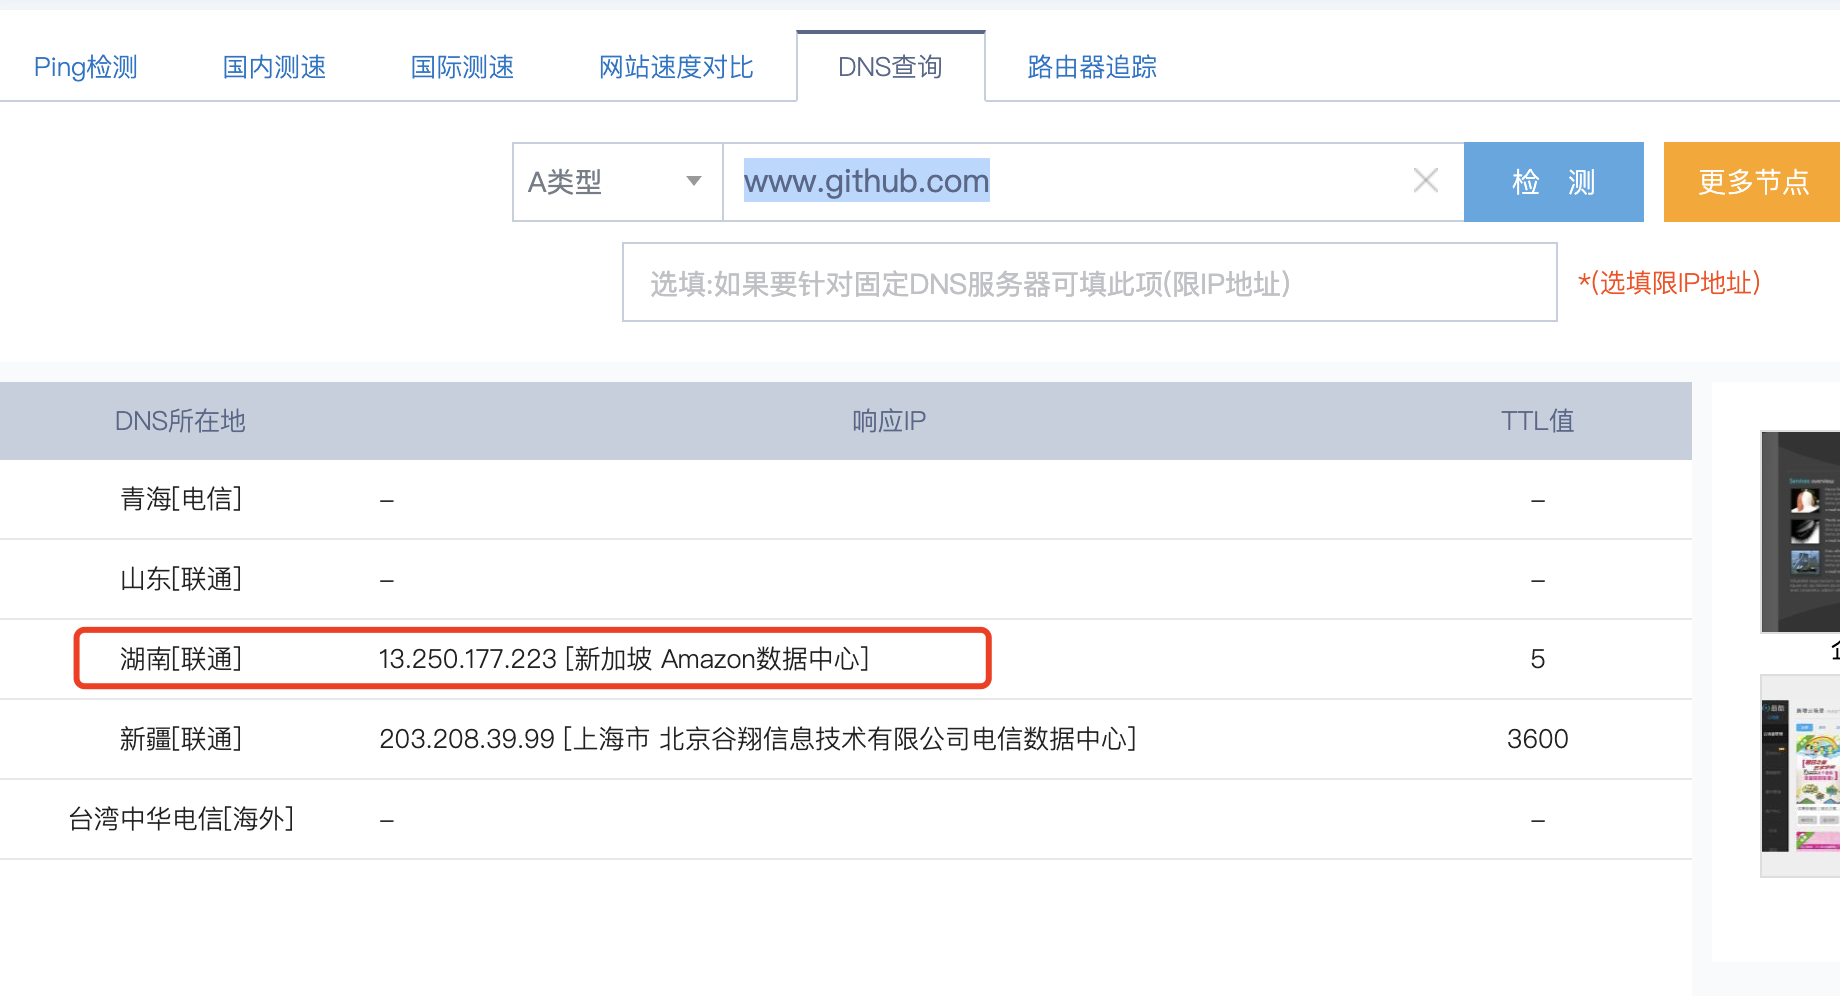 Ping检测 国内测速 国际测速 网站速度对比 DNS查询 路由器追踪
A类型 www.github.com 检 测 更多节点
选填:如果要针对固定DNS服务器可填此项(限IP地址) *(选填限IP地址)
DNS所在地 响应IP TTL值
青海[电信] – –
山东[联通] – –
湖南[联通] 13.250.177.223 [新加坡 Amazon数据中心] 5
新疆[联通] 203.208.39.99 [上海市 北京谷翔信息技术有限公司电信数据中心] 3600
台湾中华电信[海外] – –
Services overview